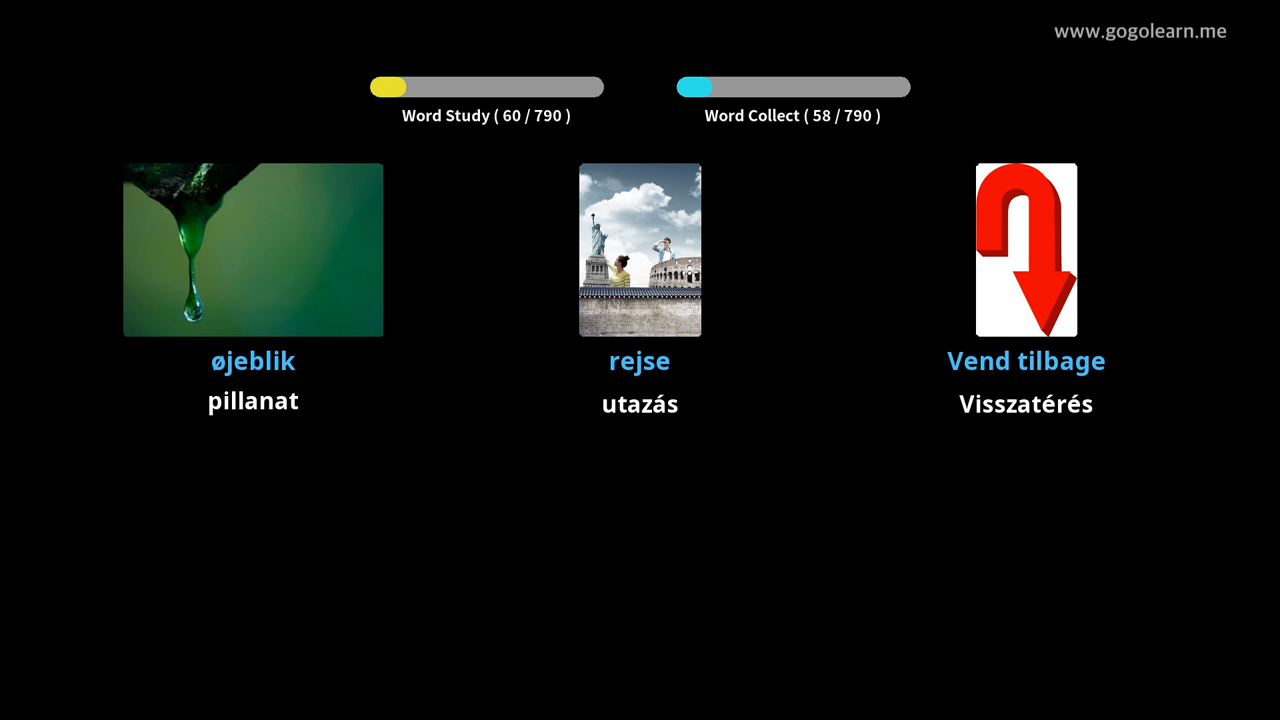 www.gogolearn.me
Word Study ( 60 / 790 )
Word Collect ( 58 / 790 )
øjeblik
rejse
Vend tilbage
pillanat
utazás
Visszatérés